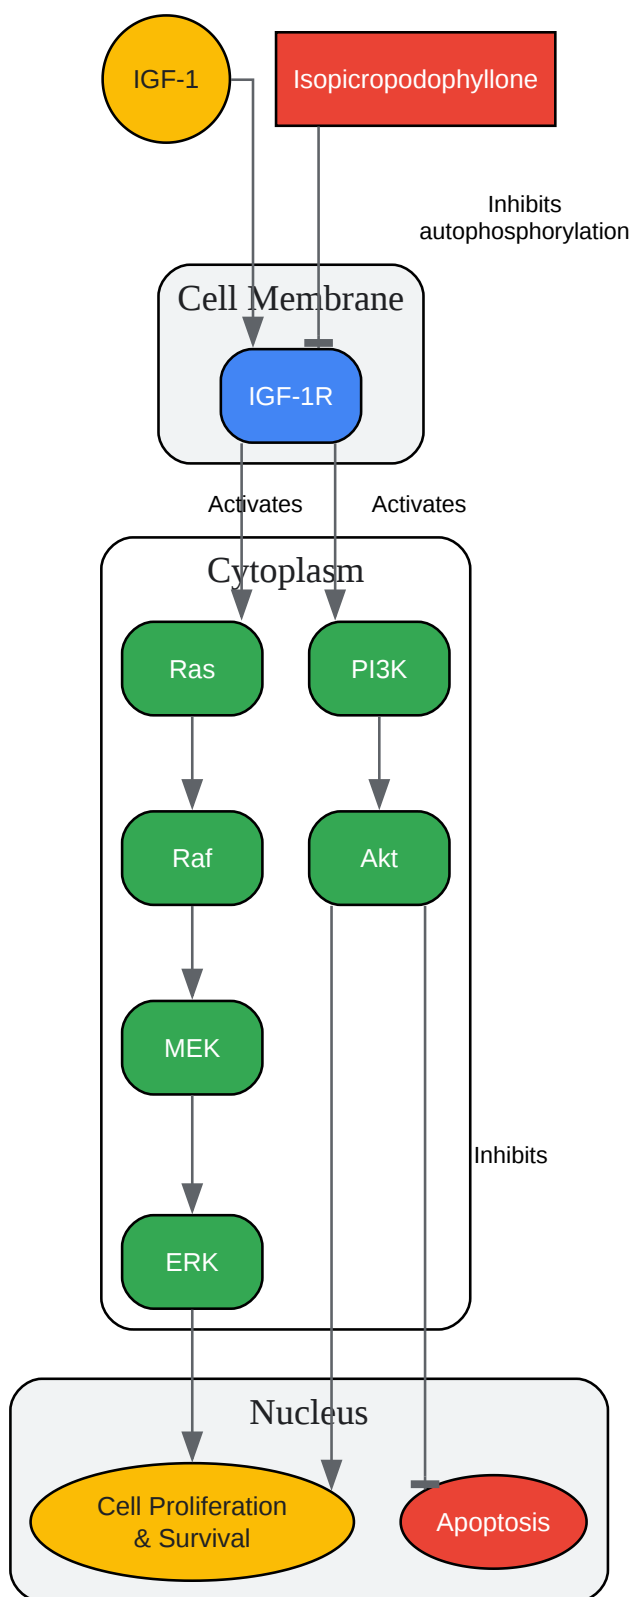 IGF-1
Isopicropodophyllone
Inhibits
autophosphorylation
Cell Membrane
IGF-1R
Activates
Activates
Cytoplasm
Ras
PI3K
Raf
Akt
MEK
Inhibits
ERK
Nucleus
Cell Proliferation
& Survival
Apoptosis